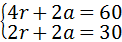 4r + 2a = 60
2r + 2a = 30